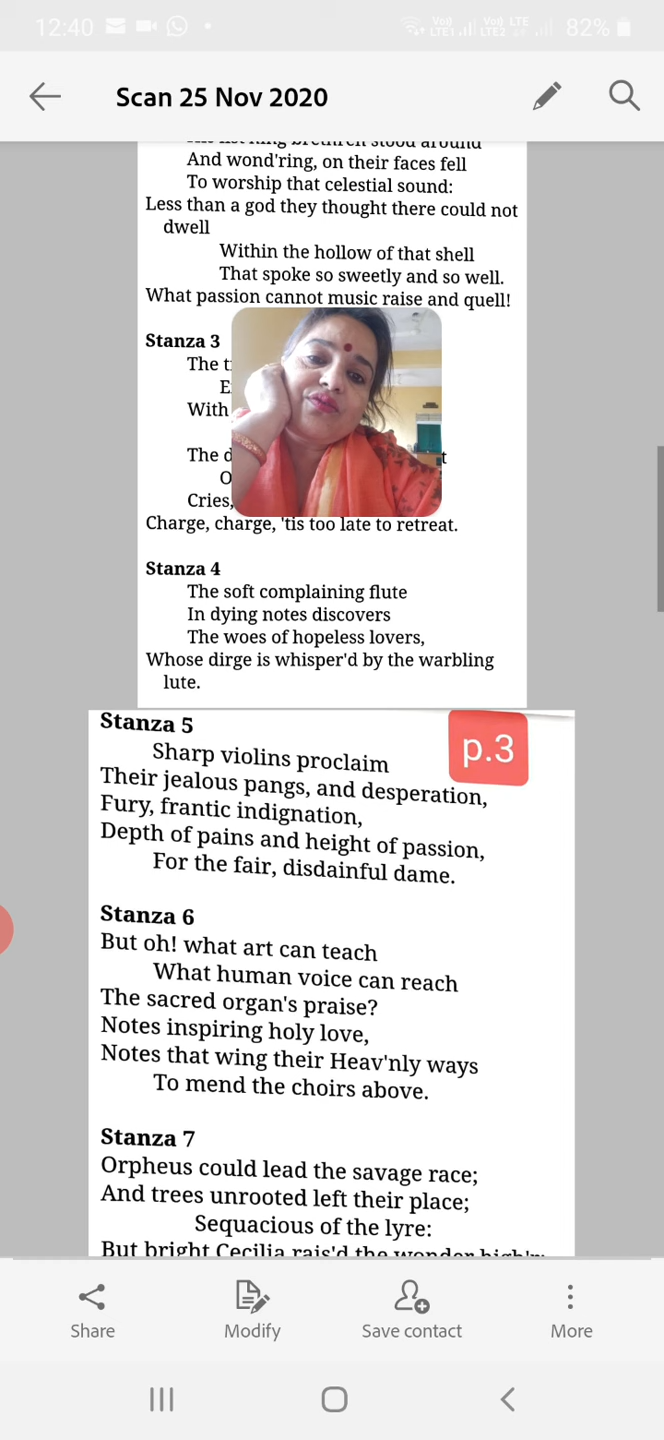 12:40
Vo))
LTE1
Vo)) LTE
LTE2
82%
Scan 25 Nov 2020
brethren stood around
And wond'ring, on their faces fell
To worship that celestial sound:
Less than a god they thought there could not
dwell
Within the hollow of that shell
That spoke so sweetly and so well.
What passion cannot music raise and quell!
Stanza 3
The
With
The
Cries,
Charge, charge, 'tis too late to retreat.
Stanza 4
The soft complaining flute
In dying notes discovers
The woes of hopeless lovers,
Whose dirge is whisper'd by the warbling
lute.
p.3
Stanza 5
Sharp violins proclaim
Their jealous pangs, and desperation,
Fury, frantic indignation,
Depth of pains and height of passion,
For the fair, disdainful dame.
Stanza 6
But oh! what art can teach
What human voice can reach
The sacred organ's praise?
Notes inspiring holy love,
Notes that wing their Heav'nly ways
To mend the choirs above.
Stanza 7
Orpheus could lead the savage race;
And trees unrooted left their place;
Sequacious of the lyre:
But bright Cecilia rais'd the wonder
Share
Modify
Save contact
More